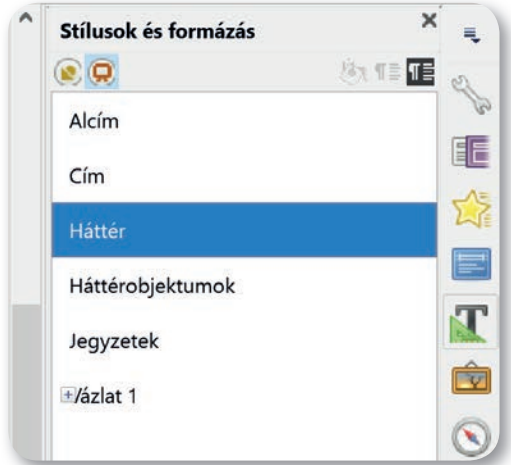 Stílusok és formázás
Alcím
Cím
Háttér
Háttérobjektumok
Jegyzetek
Vázlat 1